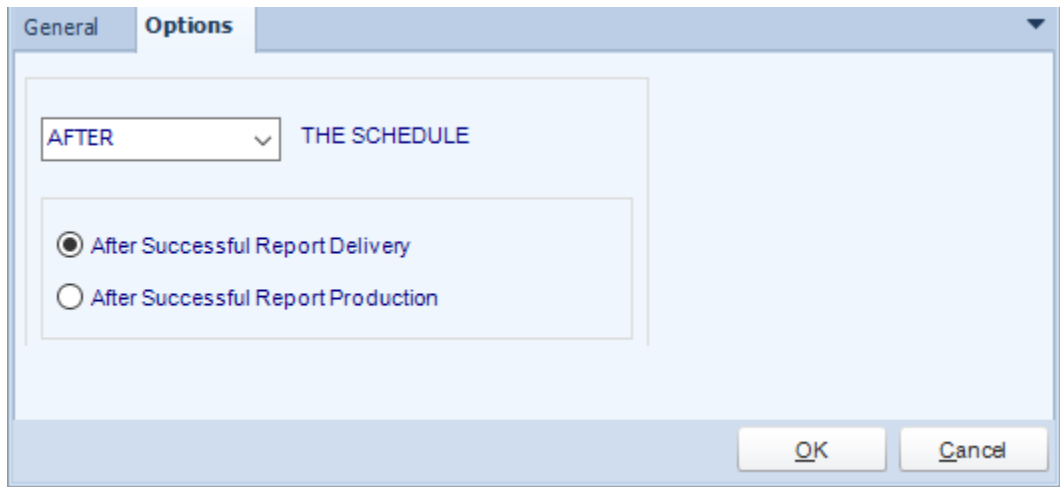 General Options
AFTER THE SCHEDULE
After Successful Report Delivery
After Successful Report Production
OK Cancel